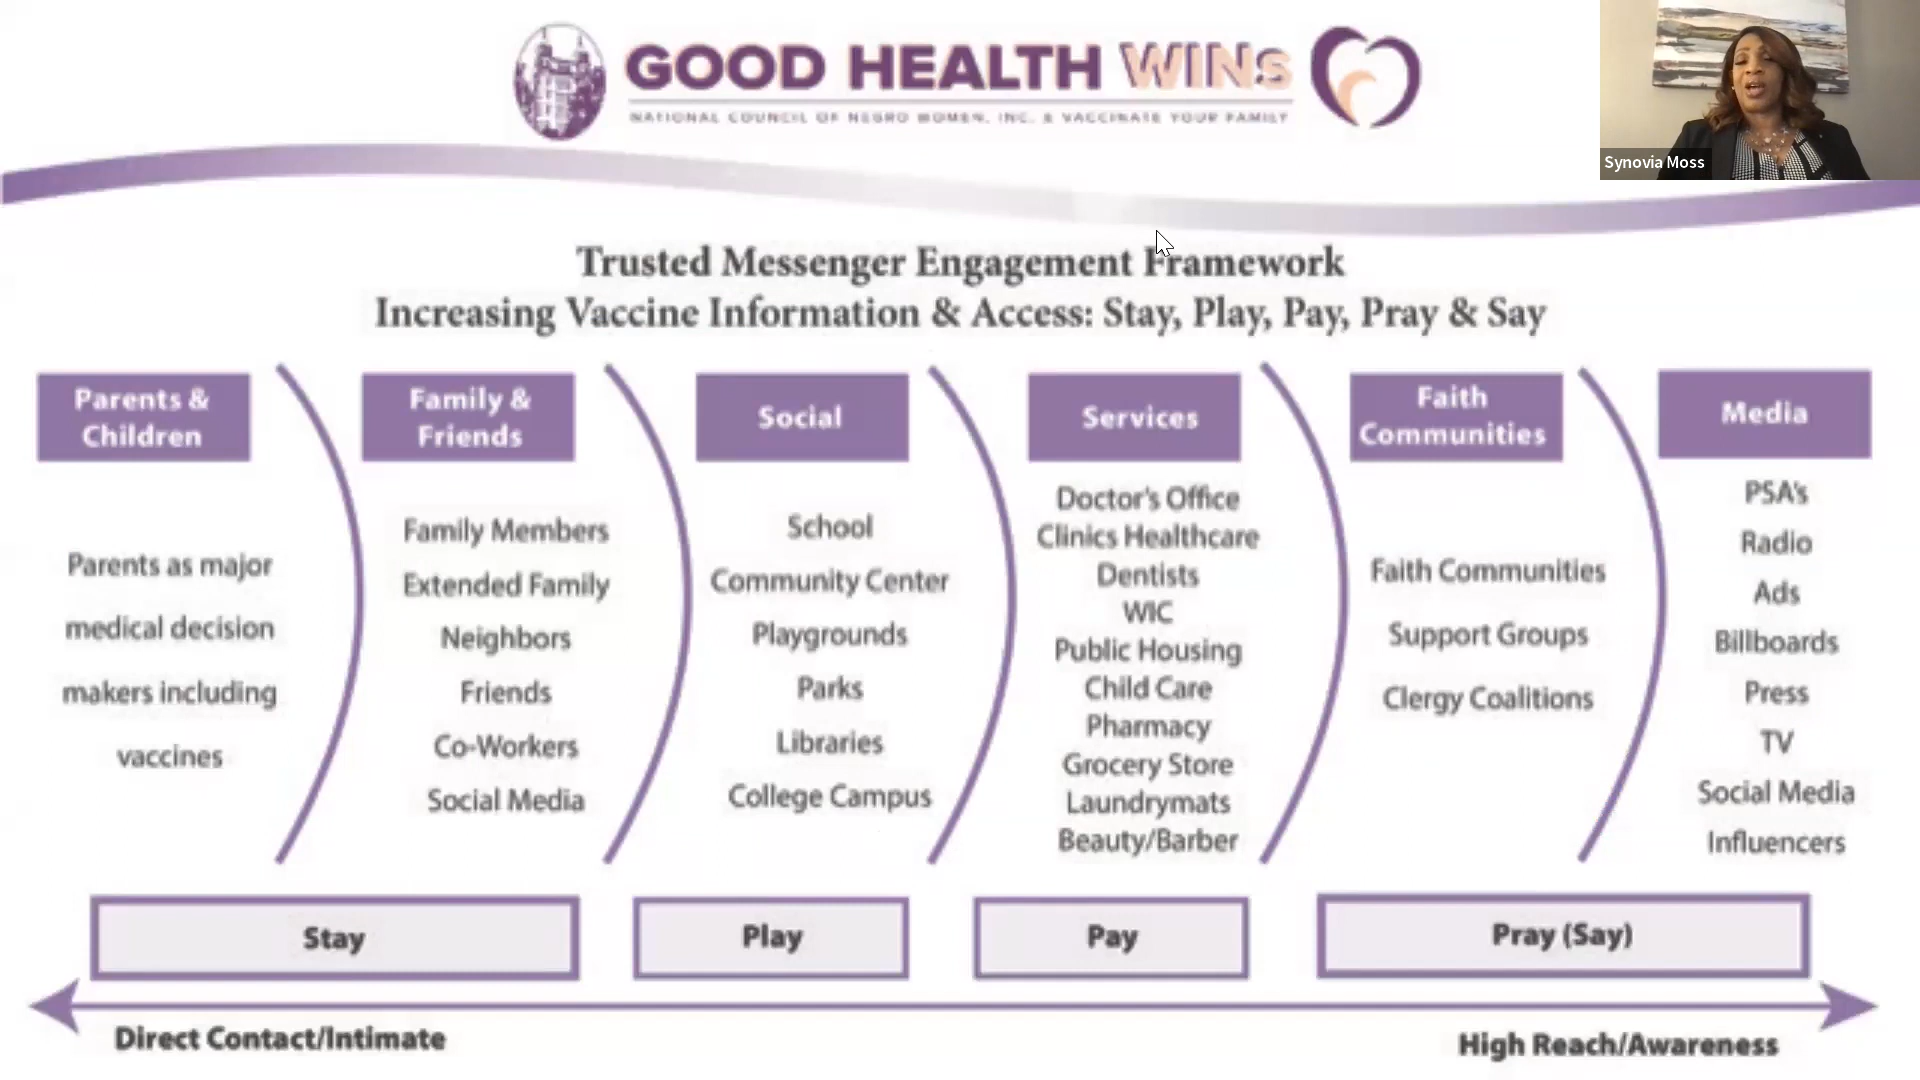 GOOD HEALTH WINs
NATIONAL COUNCIL OF NEGRO WOMEN, INC. & VACCINATE YOUR FAMILY
Synovia Moss
Trusted Messenger Engagement Framework
Increasing Vaccine Information & Access: Stay, Play, Pay, Pray & Say
Parents &
Children
Parents as major
medical decision
makers including
vaccines
Family &
Friends
Family Members
Extended Family
Neighbors
Friends
Co-Workers
Social Media
Social
School
Community Center
Playgrounds
Parks
Libraries
College Campus
Services
Doctor's Office
Clinics Healthcare
Dentists
WIC
Public Housing
Child Care
Pharmacy
Grocery Store
Laundrymats
Beauty/Barber
Faith
Communities
Faith Communities
Support Groups
Clergy Coalitions
Media
PSA's
Radio
Ads
Billboards
Press
TV
Social Media
Influencers
Stay
Play
Pay
Pray (Say)
Direct Contact/Intimate
High Reach/Awareness